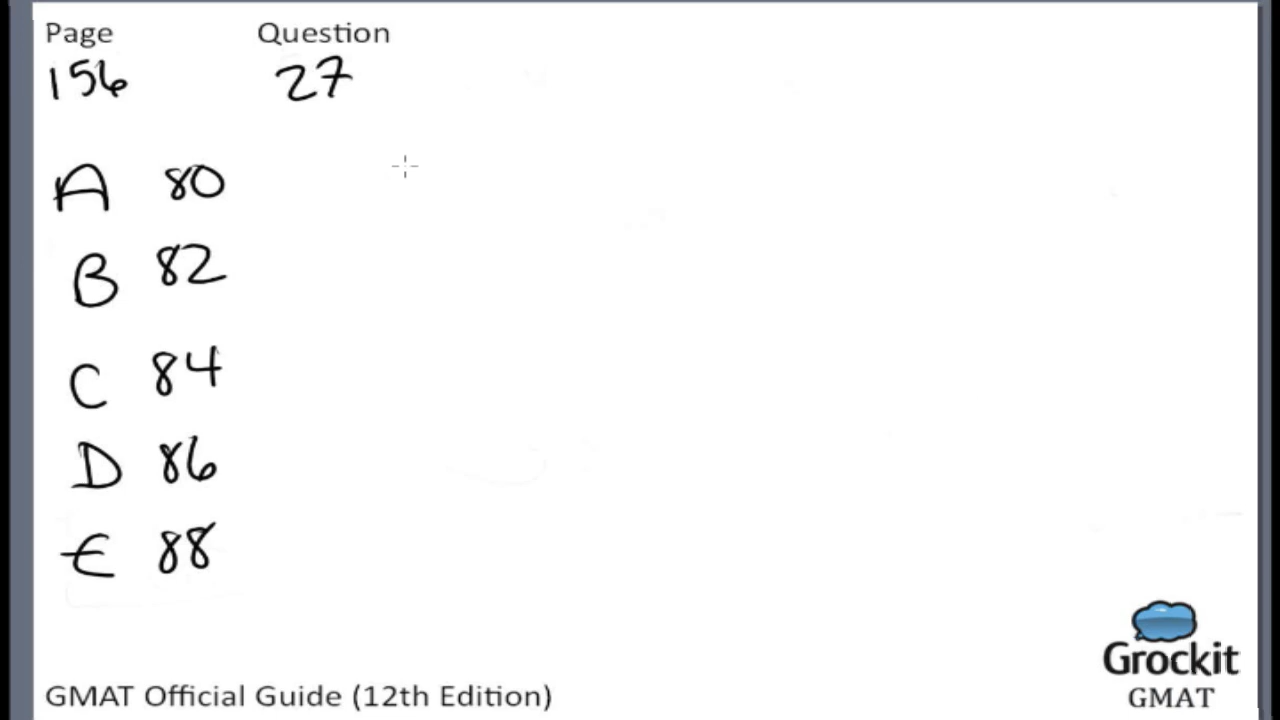 Page Question
156 27
A 80
B 82
C 84
D 86
E 88
Grockit
GMAT
GMAT Official Guide (12th Edition)